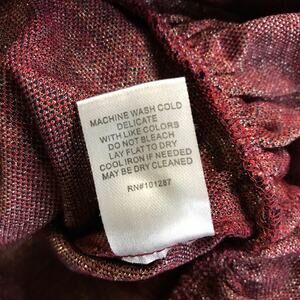 MACHINE WASH COLD
DELICATE
WITH LIKE COLORS
DO NOT BLEACH
LAY FLAT TO DRY
COOL IRON IF NEEDED
MAY BE DRY CLEANED
RN#101287